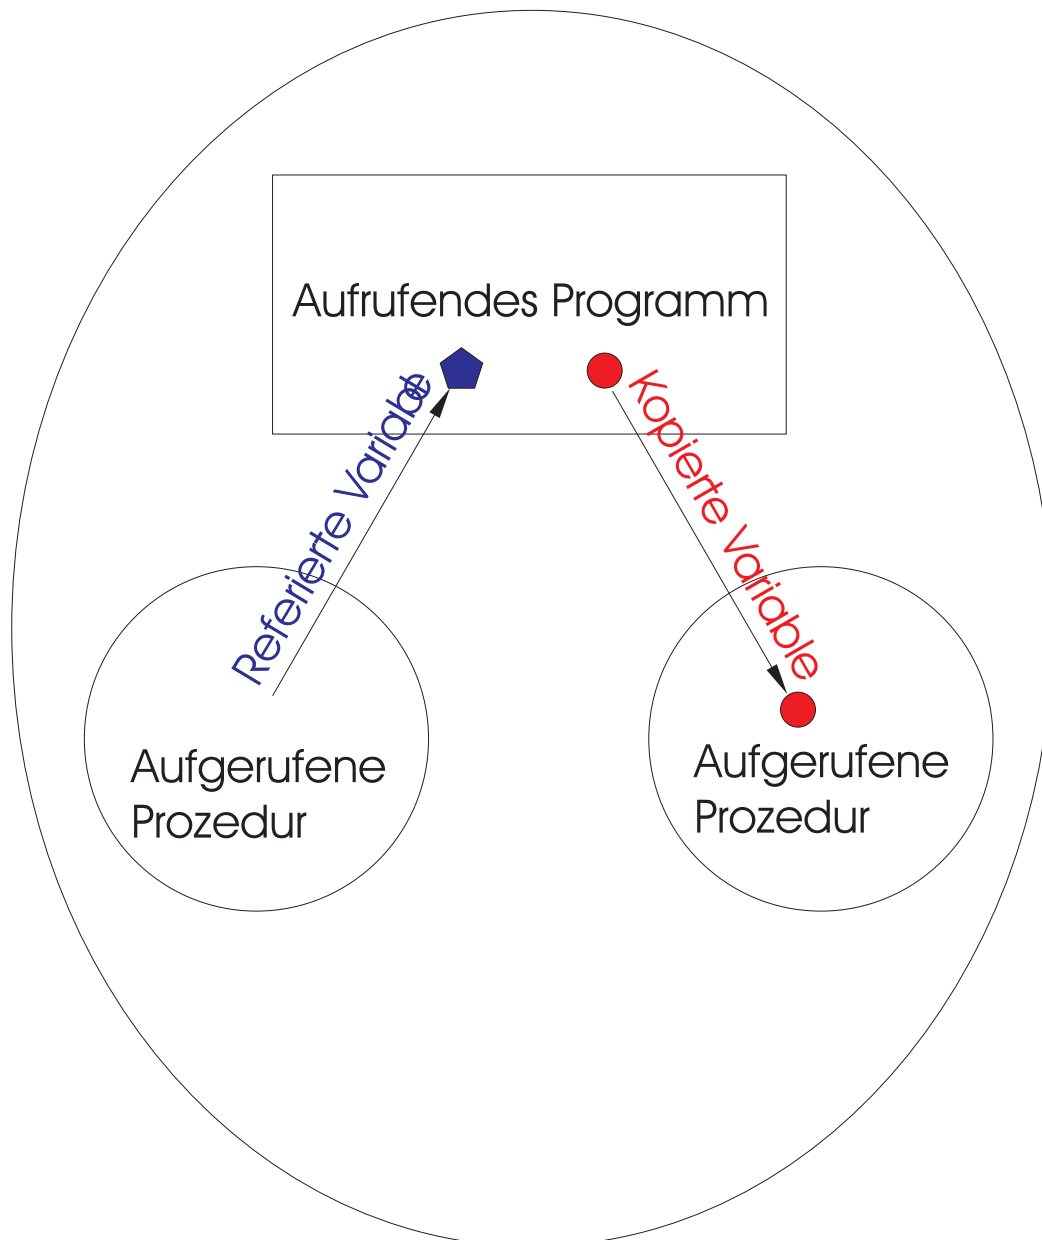 Aufrufendes Programm
Referierte Variable
Kopierte Variable
Aufgerufene
Prozedur
Aufgerufene
Prozedur